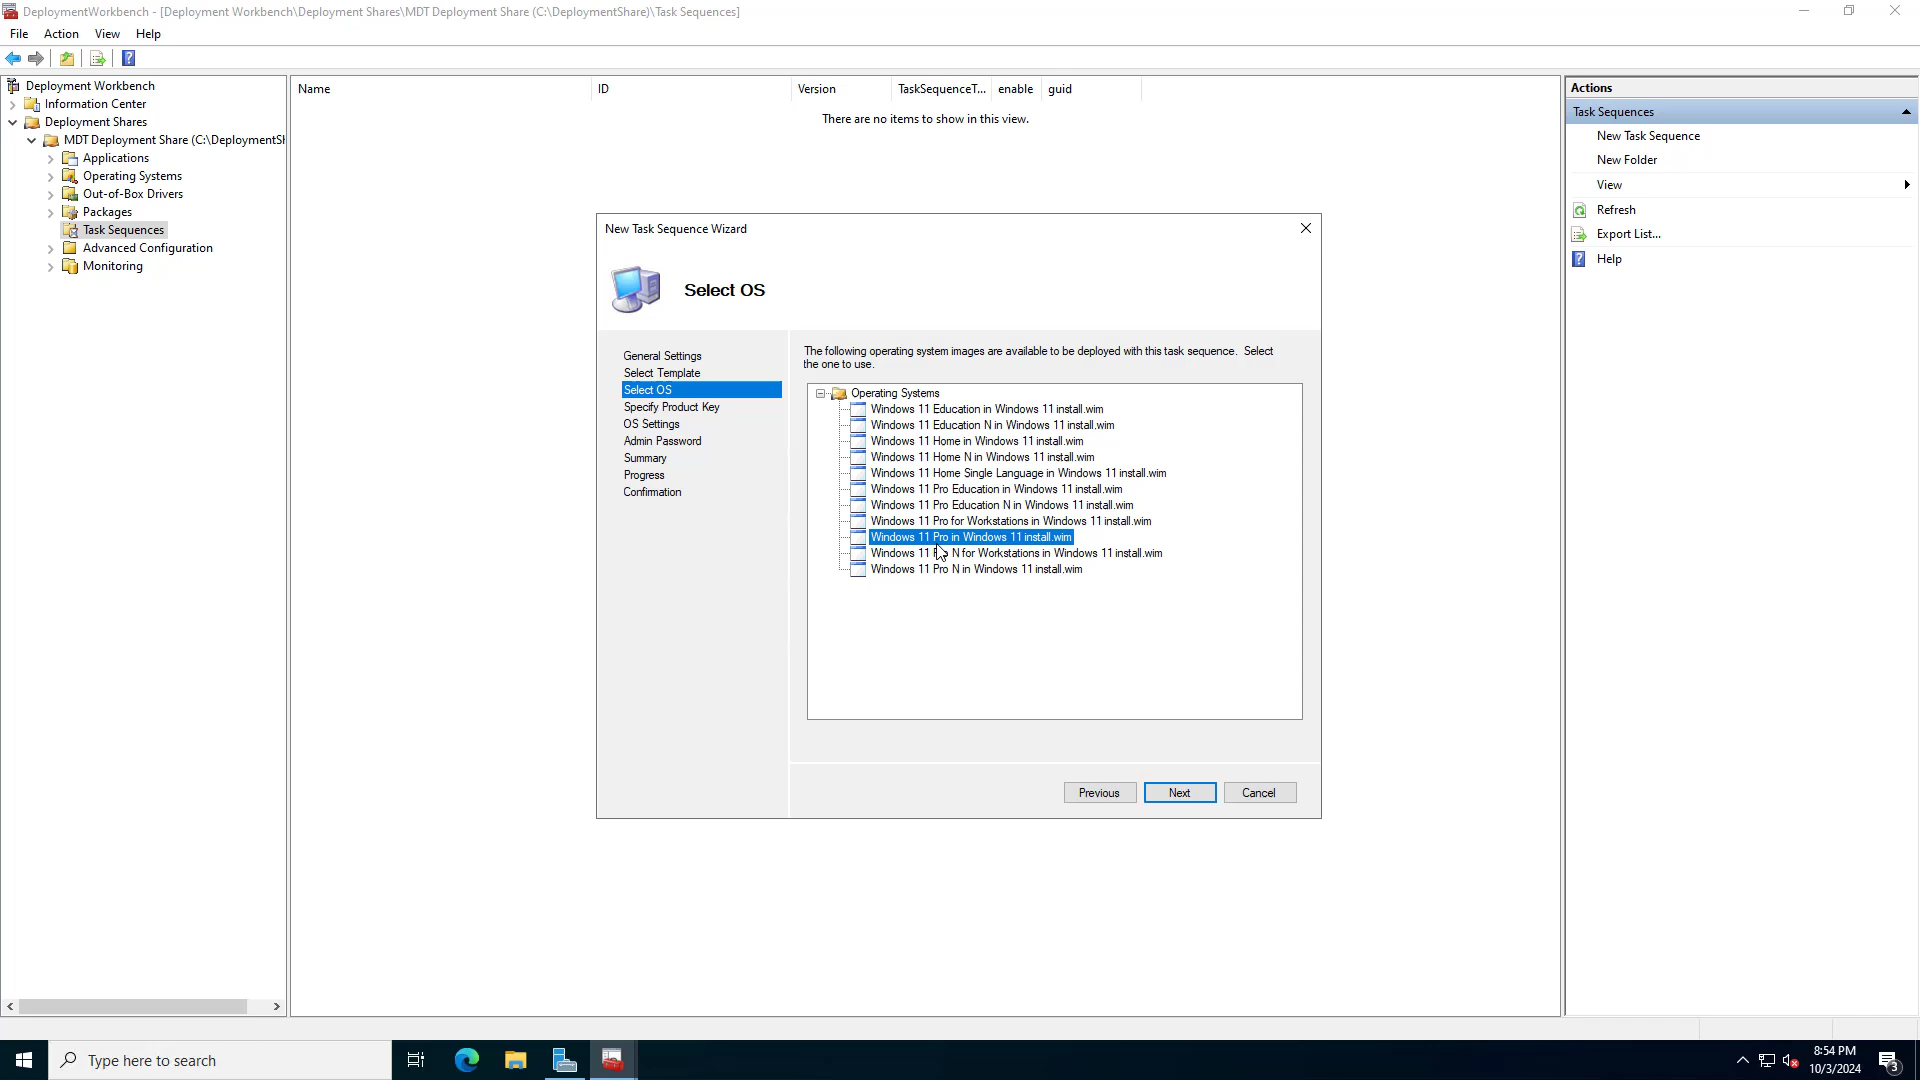 DeploymentWorkbench - [Deployment Workbench\Deployment Shares\MDT Deployment Share (C:\DeploymentShare)\Task Sequences]
File Action View Help
Deployment Workbench
Information Center
Deployment Shares
MDT Deployment Share (C:\DeploymentSh
Applications
Operating Systems
Out-of-Box Drivers
Packages
Task Sequences
Advanced Configuration
Monitoring
Name ID Version TaskSequenceT... enable guid
There are no items to show in this view.
New Task Sequence Wizard
Select OS
General Settings
Select Template
Select OS
Specify Product Key
OS Settings
Admin Password
Summary
Progress
Confirmation
The following operating system images are available to be deployed with this task sequence. Select
the one to use.
Operating Systems
Windows 11 Education in Windows 11 install.wim
Windows 11 Education N in Windows 11 install.wim
Windows 11 Home in Windows 11 install.wim
Windows 11 Home N in Windows 11 install.wim
Windows 11 Home Single Language in Windows 11 install.wim
Windows 11 Pro Education in Windows 11 install.wim
Windows 11 Pro Education N in Windows 11 install.wim
Windows 11 Pro for Workstations in Windows 11 install.wim
Windows 11 Pro in Windows 11 install.wim
Windows 11 Pro N for Workstations in Windows 11 install.wim
Windows 11 Pro N in Windows 11 install.wim
Previous Next Cancel
Actions
Task Sequences
New Task Sequence
New Folder
View
Refresh
Export List...
Help
Type here to search
8:54 PM
10/3/2024
3